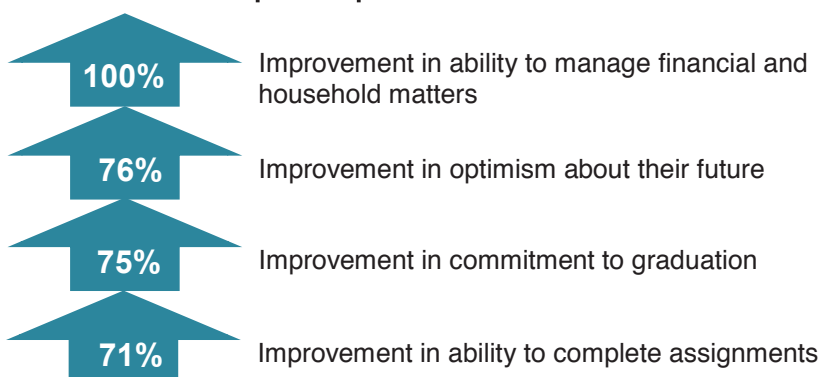 100%
Improvement in ability to manage financial and
household matters
76%
Improvement in optimism about their future
75%
Improvement in commitment to graduation
71%
Improvement in ability to complete assignments